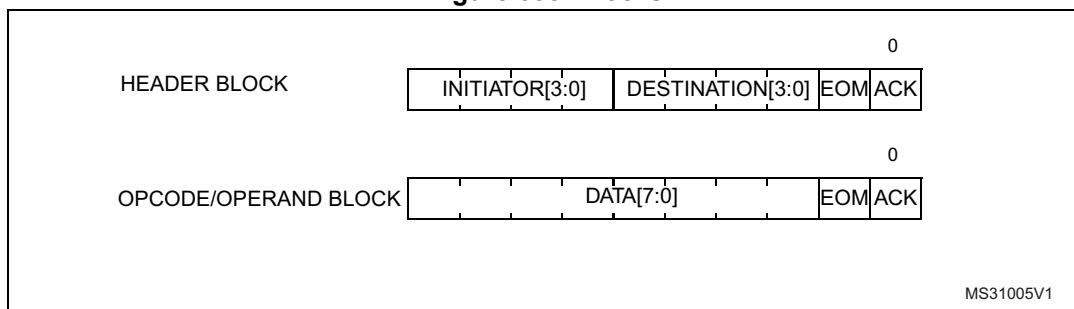 0
HEADER BLOCK INITIATOR[3:0] DESTINATION[3:0] EOM ACK
0
OPCODE/OPERAND BLOCK DATA[7:0] EOM ACK
MS31005V1